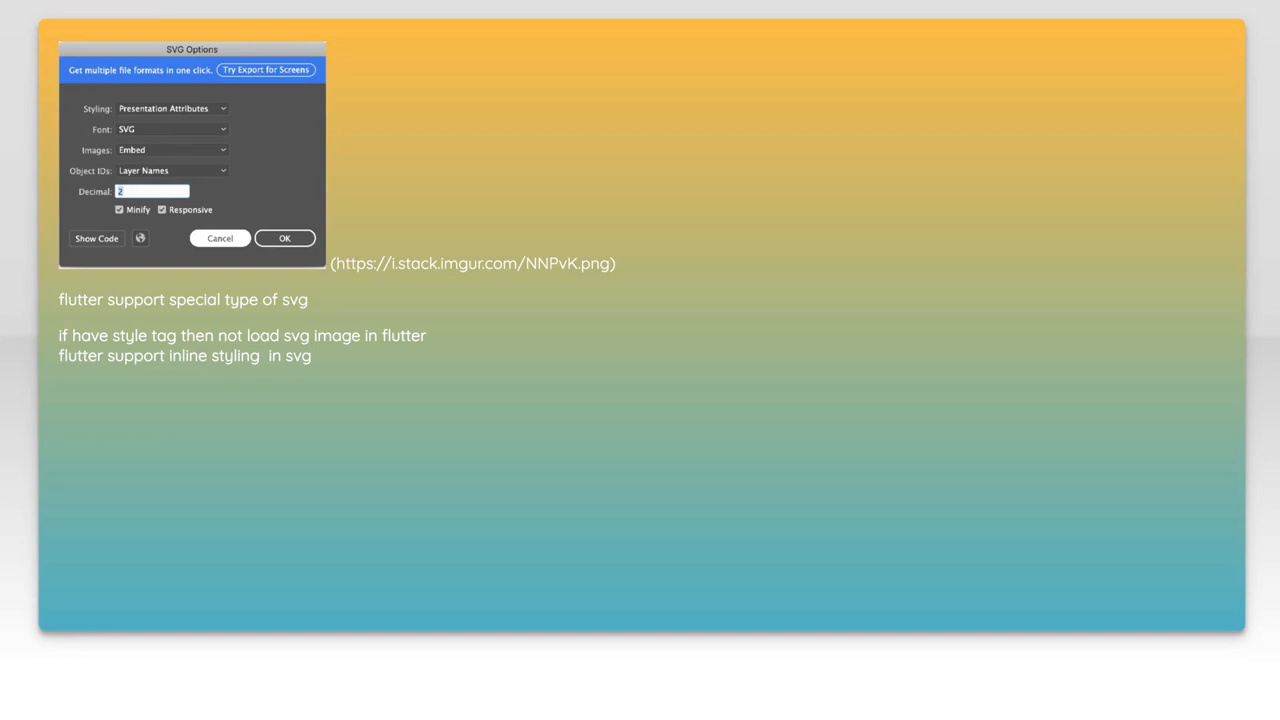 SVG Options
Get multiple file formats in one click. Try Export for Screens
Styling: Presentation Attributes
Font: SVG
Images: Embed
Object IDs: Layer Names
Decimal: 2
Minify Responsive
Show Code Cancel OK
(https://i.stack.imgur.com/NNPvK.png)
flutter support special type of svg
if have style tag then not load svg image in flutter
flutter support inline styling  in svg